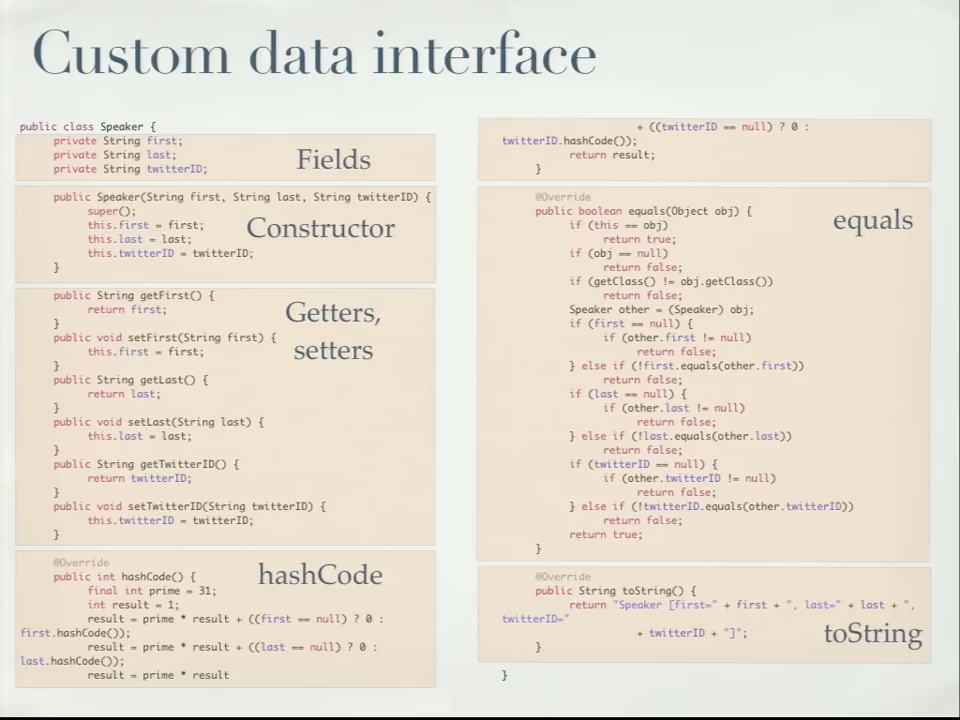 Custom data interface
public class Speaker {
private String first;
private String last;
private String twitterID;
Fields
public Speaker(String first, String last, String twitterID) {
super();
this.first = first;
this.last = last;
this.twitterID = twitterID;
}
Constructor
public String getFirst() {
return first;
}
public void setFirst(String first) {
this.first = first;
}
public String getLast() {
return last;
}
public void setLast(String last) {
this.last = last;
}
public String getTwitterID() {
return twitterID;
}
public void setTwitterID(String twitterID) {
this.twitterID = twitterID;
}
Getters,
setters
@Override
public int hashCode() {
final int prime = 31;
int result = 1;
result = prime * result + ((first == null) ? 0 :
first.hashCode());
result = prime * result + ((last == null) ? 0 :
last.hashCode());
result = prime * result
hashCode
+ ((twitterID == null) ? 0 :
twitterID.hashCode());
return result;
}
@Override
public boolean equals(Object obj) {
if (this == obj)
return true;
if (obj == null)
return false;
if (getClass() != obj.getClass())
return false;
Speaker other = (Speaker) obj;
if (first == null) {
if (other.first != null)
return false;
} else if (!first.equals(other.first))
return false;
if (last == null) {
if (other.last != null)
return false;
} else if (!last.equals(other.last))
return false;
if (twitterID == null) {
if (other.twitterID != null)
return false;
} else if (!twitterID.equals(other.twitterID))
return false;
return true;
}
equals
@Override
public String toString() {
return "Speaker [first=" + first + ", last=" + last + ",
twitterID="
+ twitterID + "]";
}
toString
}